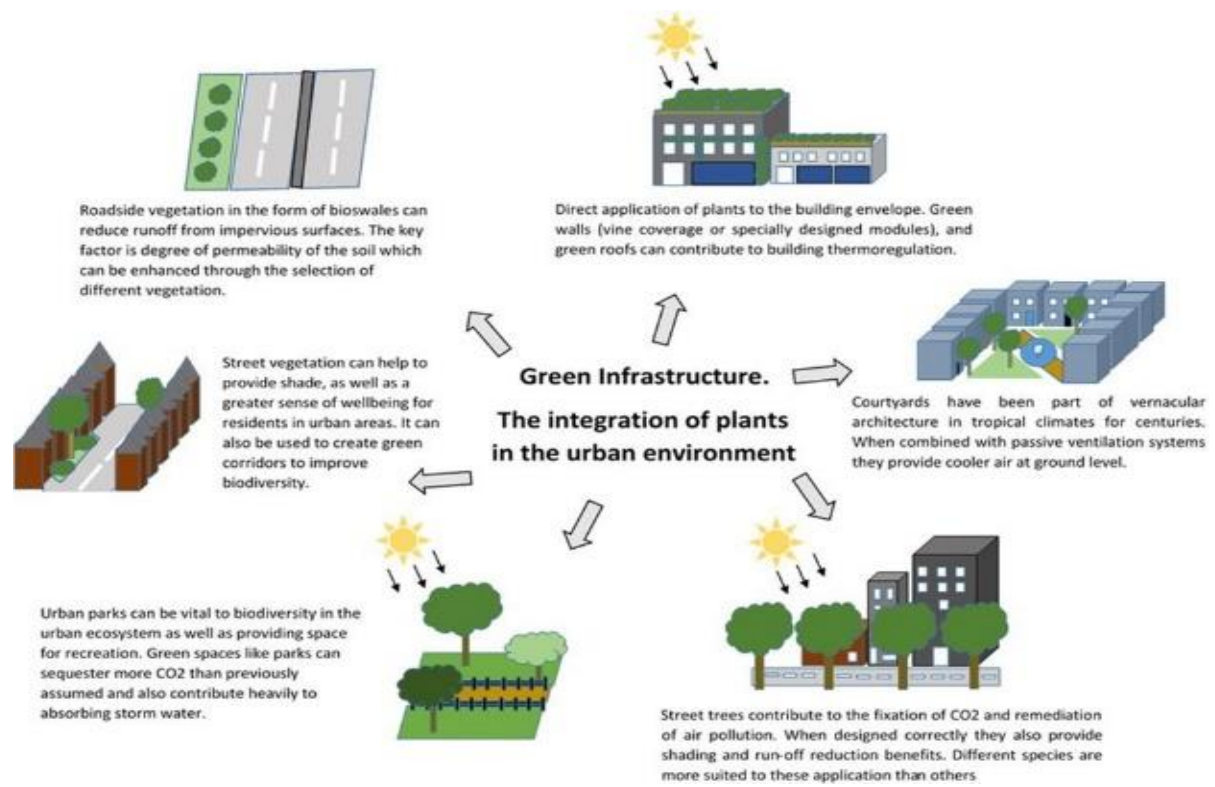 Roadside vegetation in the form of bioswales can
reduce runoff from impervious surfaces. The key
factor is degree of permeability of the soil which
can be enhanced through the selection of
different vegetation.
Direct application of plants to the building envelope. Green
walls (vine coverage or specially designed modules), and
green roofs can contribute to building thermoregulation.
Street vegetation can help to
provide shade, as well as a
greater sense of wellbeing for
residents in urban areas. It can
also be used to create green
corridors to improve
biodiversity.
Green Infrastructure.
The integration of plants
in the urban environment
Courtyards have been part of vernacular
architecture in tropical climates for centuries.
When combined with passive ventilation systems
they provide cooler air at ground level.
Urban parks can be vital to biodiversity in the
urban ecosystem as well as providing space
for recreation. Green spaces like parks can
sequester more CO2 than previously
assumed and also contribute heavily to
absorbing storm water.
Street trees contribute to the fixation of CO2 and remediation
of air pollution. When designed correctly they also provide
shading and run-off reduction benefits. Different species are
more suited to these application than others